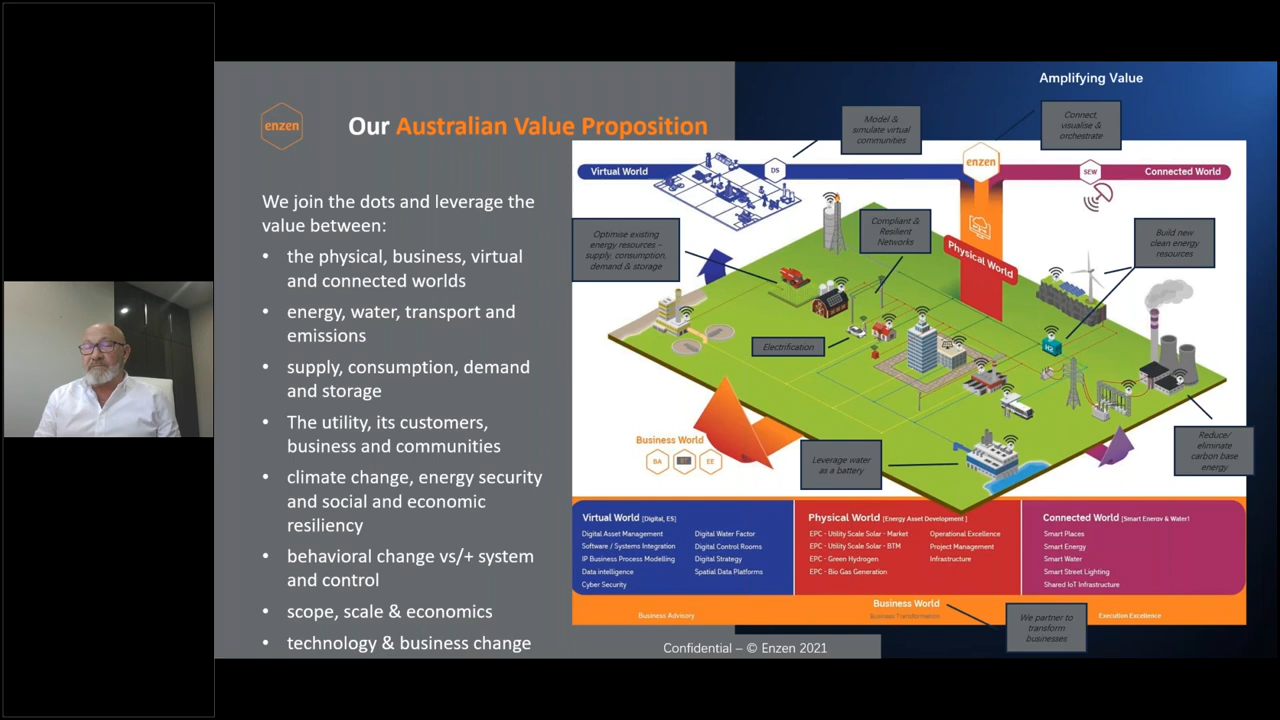 Amplifying Value
enzen
Our Australian Value Proposition
We join the dots and leverage the
value between:
• the physical, business, virtual
and connected worlds
• energy, water, transport and
emissions
• supply, consumption, demand
and storage
• The utility, its customers,
business and communities
• climate change, energy security
and social and economic
resiliency
• behavioral change vs/+ system
and control
• scope, scale & economics
• technology & business change
Model &
simulate virtual
communities
Connect,
visualise &
orchestrate
Virtual World
DS
enzen
SEW
Connected World
Optimise existing
energy resources –
supply, consumption,
demand & storage
Compliant &
Resilient
Networks
Physical World
Build new
clean energy
resources
Electrification
H2
Business World
BA
EE
Leverage water
as a battery
Reduce/
eliminate
carbon base
energy
Virtual World [Digital, ES]
Digital Asset Management
Software / Systems Integration
IP Business Process Modelling
Data intelligence
Cyber Security
Digital Water Factor
Digital Control Rooms
Digital Strategy
Spatial Data Platforms
Physical World [Energy Asset Development ]
EPC - Utility Scale Solar - Market
EPC - Utility Scale Solar - BTM
EPC - Green Hydrogen
EPC - Bio Gas Generation
Operational Excellence
Project Management
Infrastructure
Connected World [Smart Energy & Water]
Smart Places
Smart Energy
Smart Water
Smart Street Lighting
Shared IoT Infrastructure
Business World
Business Advisory
Business Transformation
Execution Excellence
We partner to
transform
businesses
Confidential – © Enzen 2021